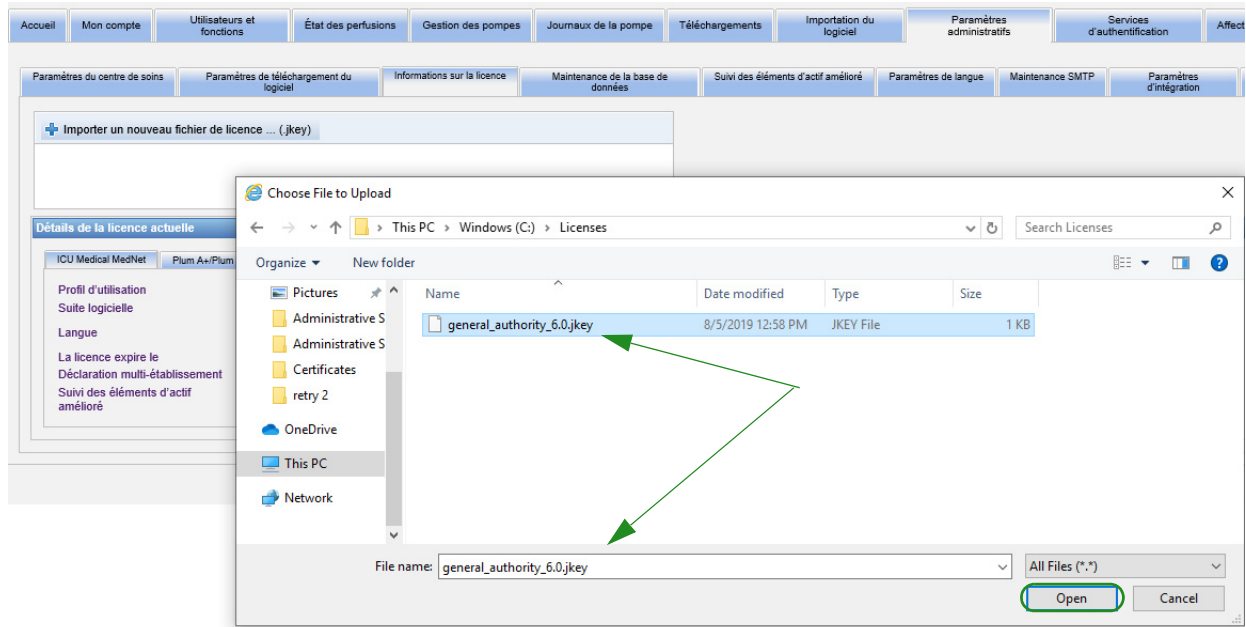 Accueil
Mon compte
Utilisateurs et
fonctions
État des perfusions
Gestion des pompes
Journaux de la pompe
Téléchargements
Importation du
logiciel
Paramètres
administratifs
Services
d'authentification
Affect
Paramètres du centre de soins
Paramètres de téléchargement du
logiciel
Informations sur la licence
Maintenance de la base de
données
Suivi des éléments d'actif amélioré
Paramètres de langue
Maintenance SMTP
Paramètres
d'intégration
Importer un nouveau fichier de licence ... (.jkey)
Choose File to Upload
This PC > Windows (C:) > Licenses
Search Licenses
Organize
New folder
Name
Date modified
Type
Size
general_authority_6.0.jkey
8/5/2019 12:58 PM
JKEY File
1 KB
Pictures
Administrative S
Administrative S
Certificates
retry 2
OneDrive
This PC
Network
File name:
general_authority_6.0.jkey
All Files (*.*)
Open
Cancel
Détails de la licence actuelle
ICU Medical MedNet
Plum A+/Plum
Profil d'utilisation
Suite logicielle
Langue
La licence expire le
Déclaration multi-établissement
Suivi des éléments d'actif
amélioré